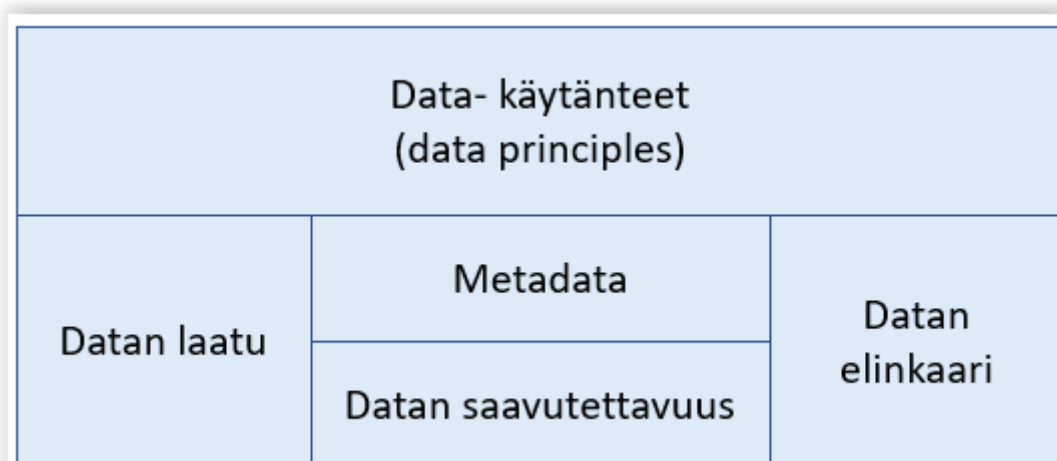 Data- käytänteet
(data principles)
Datan laatu
Metadata
Datan saavutettavuus
Datan
elinkaari